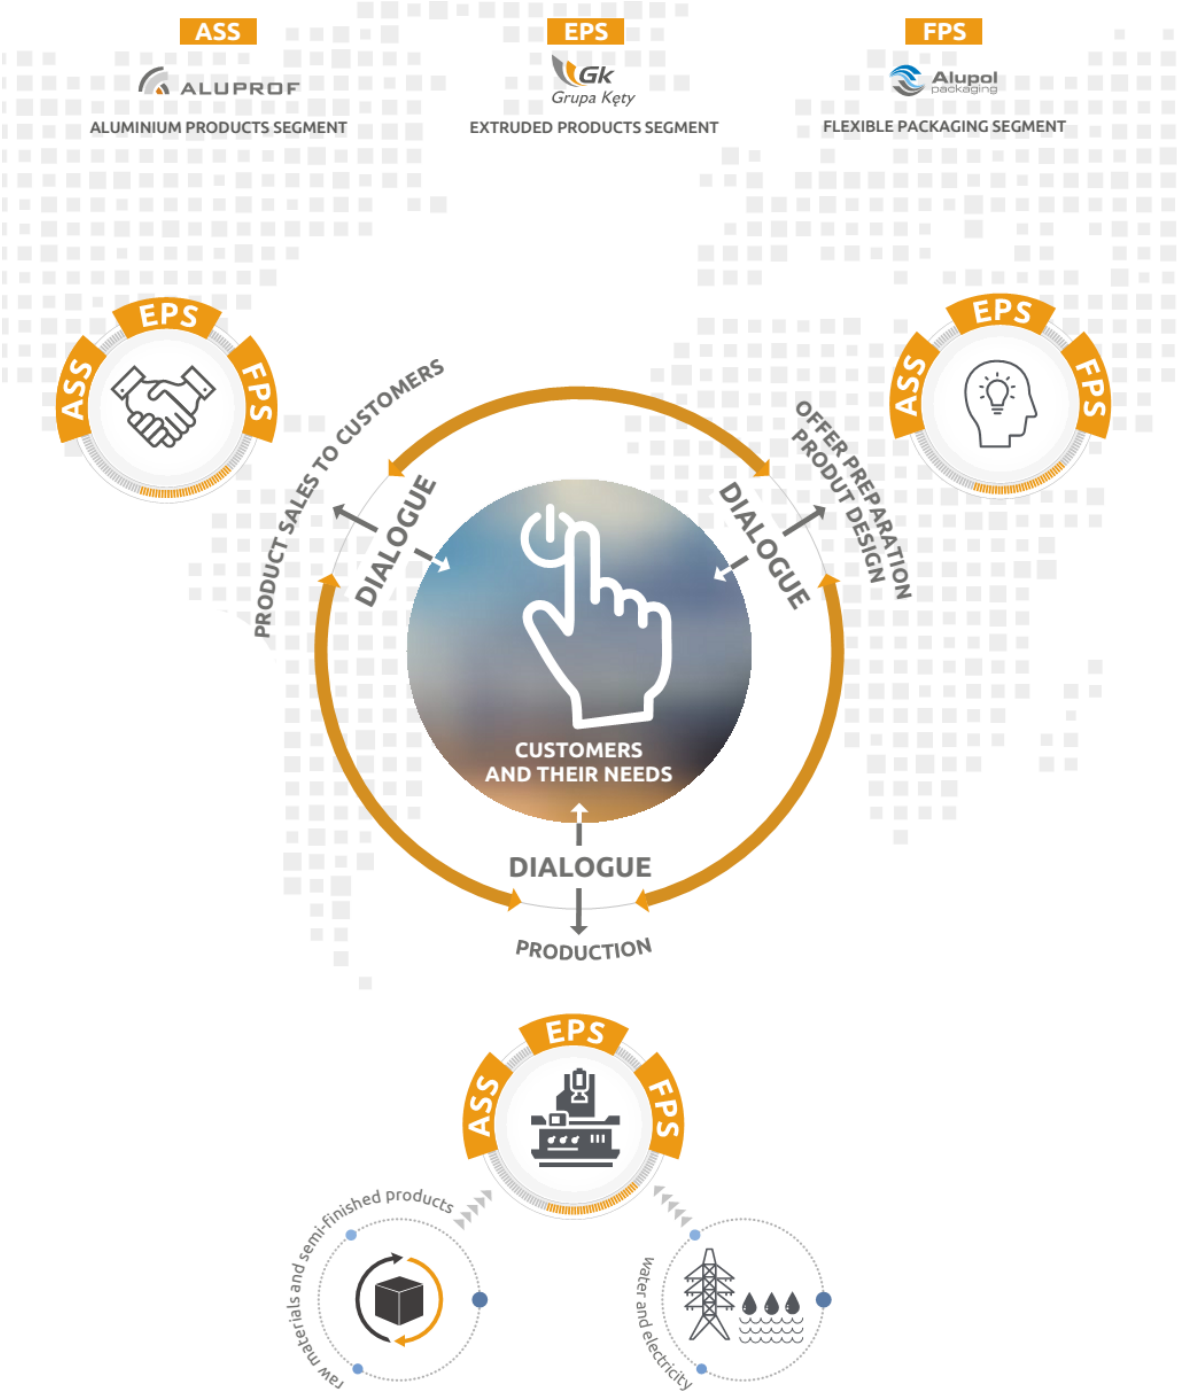 ASS
EPS
FPS
ALUPROF
Gk
Grupa Kęty
Alupol
packaging
ALUMINIUM PRODUCTS SEGMENT
EXTRUDED PRODUCTS SEGMENT
FLEXIBLE PACKAGING SEGMENT
ASS
EPS
FPS
ASS
EPS
FPS
PRODUCT SALES TO CUSTOMERS
OFFER PREPARATION
PRODUT DESIGN
DIALOGUE
DIALOGUE
CUSTOMERS
AND THEIR NEEDS
DIALOGUE
PRODUCTION
ASS
EPS
FPS
raw materials and semi-finished products
water and electricity